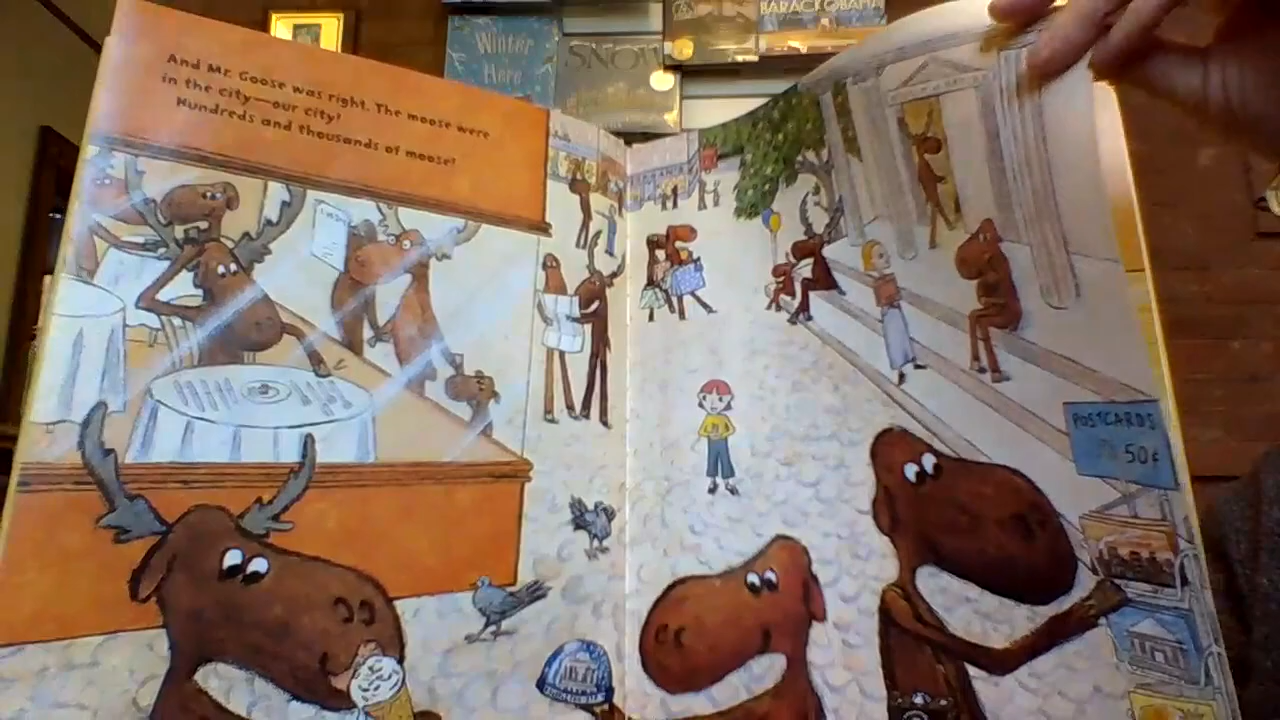 And Mr. Goose was right. The moose were
in the city—our city!
Hundreds and thousands of moose!
Winter
Here
SNOW
BARACK OBAMA
POSTCARDS
50¢